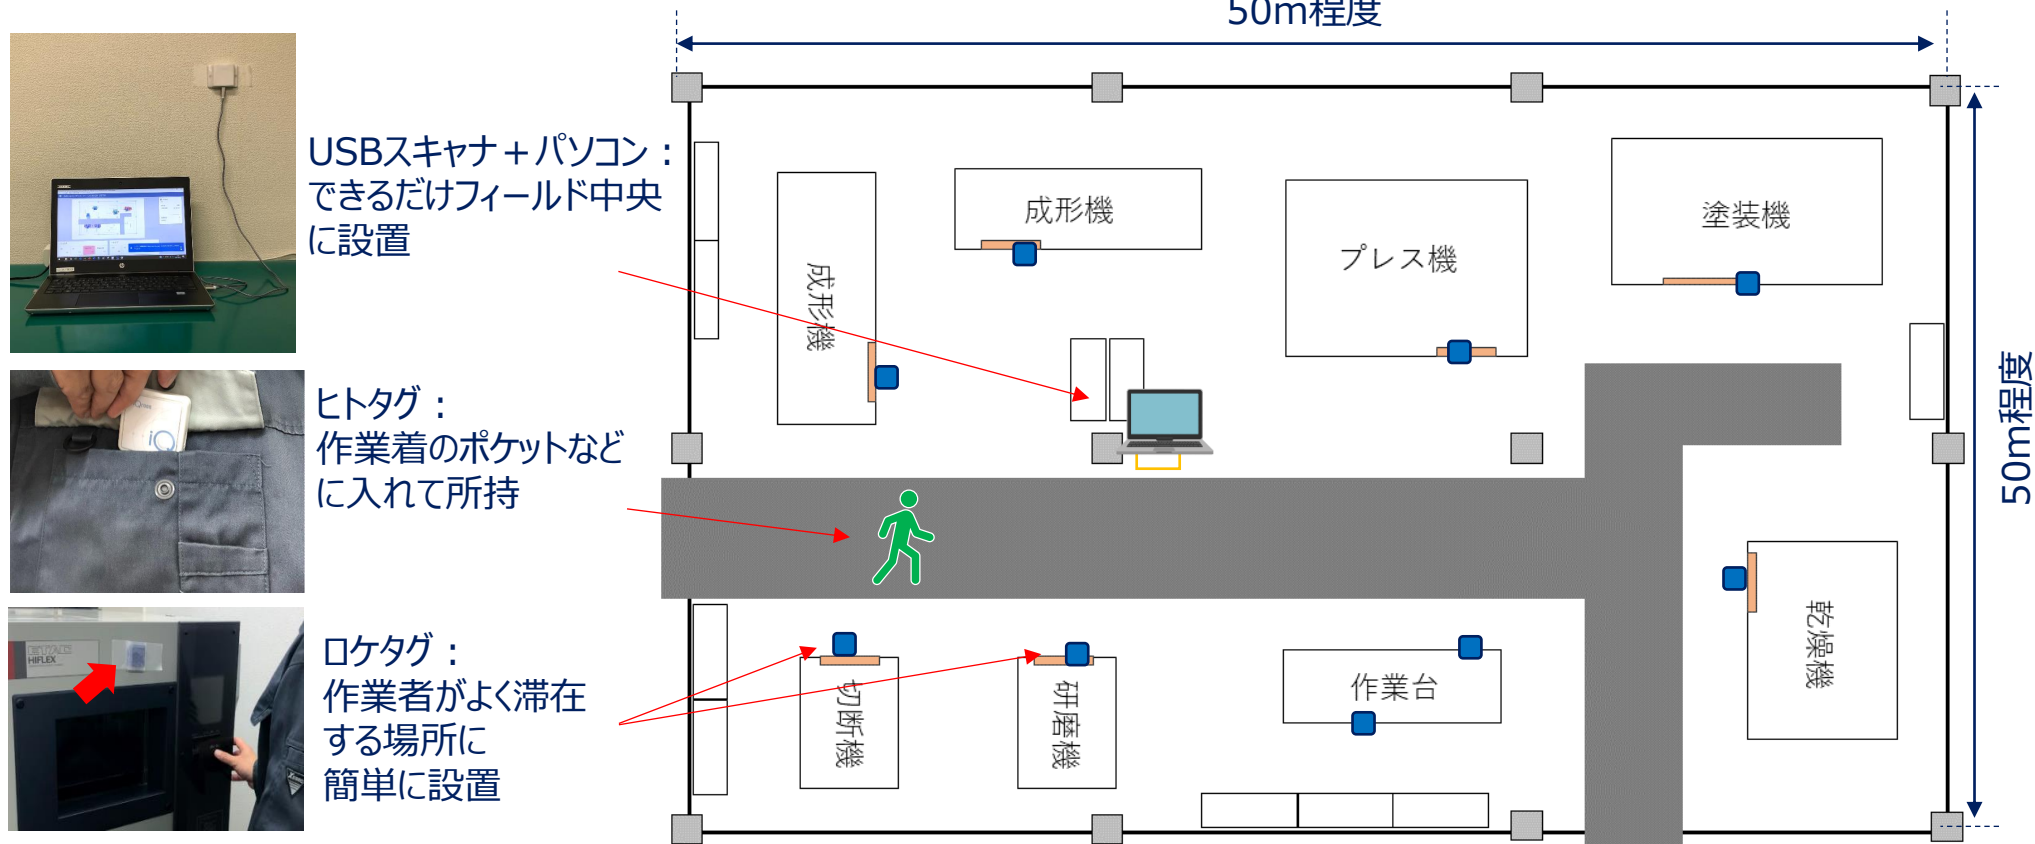 50m程度
USBスキャナ＋パソコン：
できるだけフィールド中央
に設置
ヒトタグ：
作業着のポケットなど
に入れて所持
HIFLEX
ロケタグ：
作業者がよく滞在
する場所に
簡単に設置
成形機
成形機
プレス機
塗装機
50m程度
切断機
研磨機
作業台
乾燥機